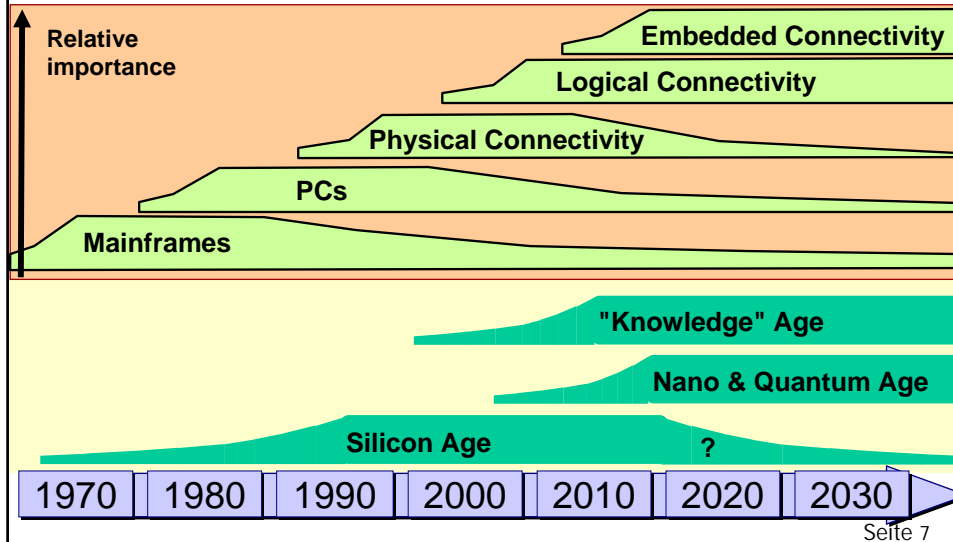 Relative
importance
Embedded Connectivity
Logical Connectivity
Physical Connectivity
PCs
Mainframes
"Knowledge" Age
Nano & Quantum Age
Silicon Age ?
1970 1980 1990 2000 2010 2020 2030
Seite 7